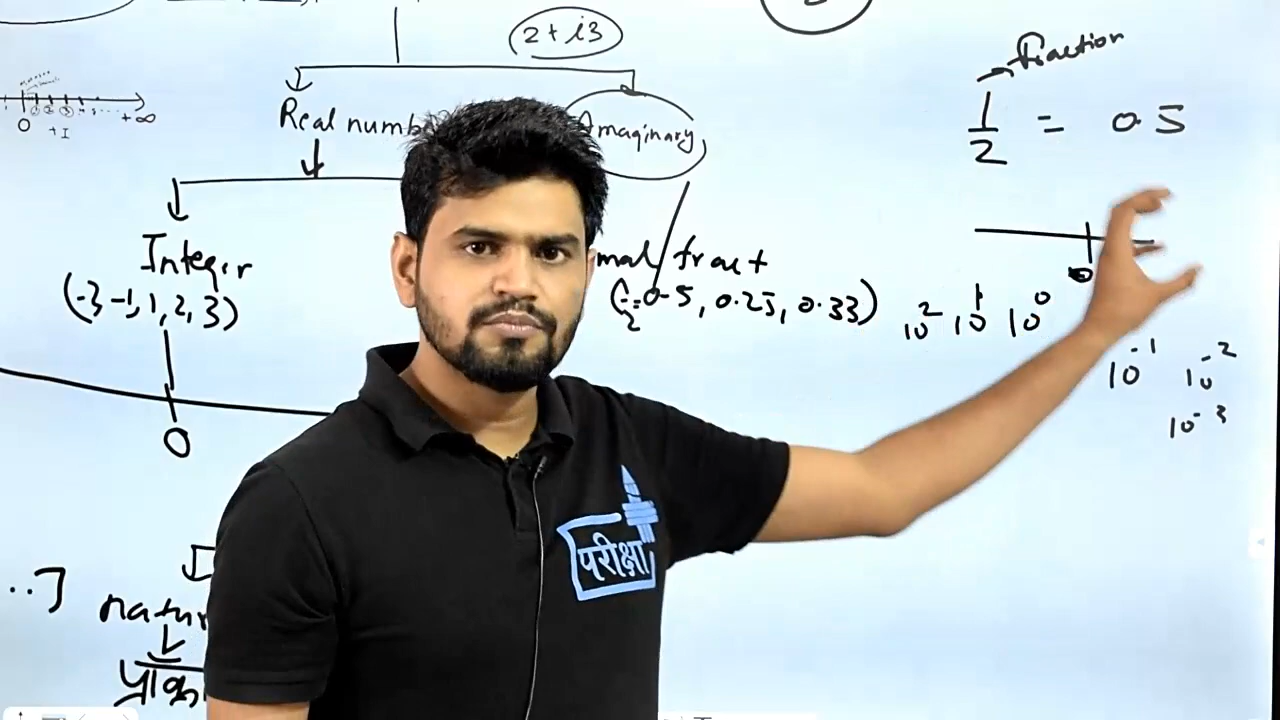 2 + i3
fraction
1/2 = 0.5
0
+I
+∞
Real numb
Imaginary
Integer
(-3 -1, 1, 2, 3)
mal fract
(1/2=0.5, 0.25, 0.33)
0
10² 10¹ 10⁰
10⁻¹ 10⁻²
10⁻³
0
परीक्षा
..]
natur